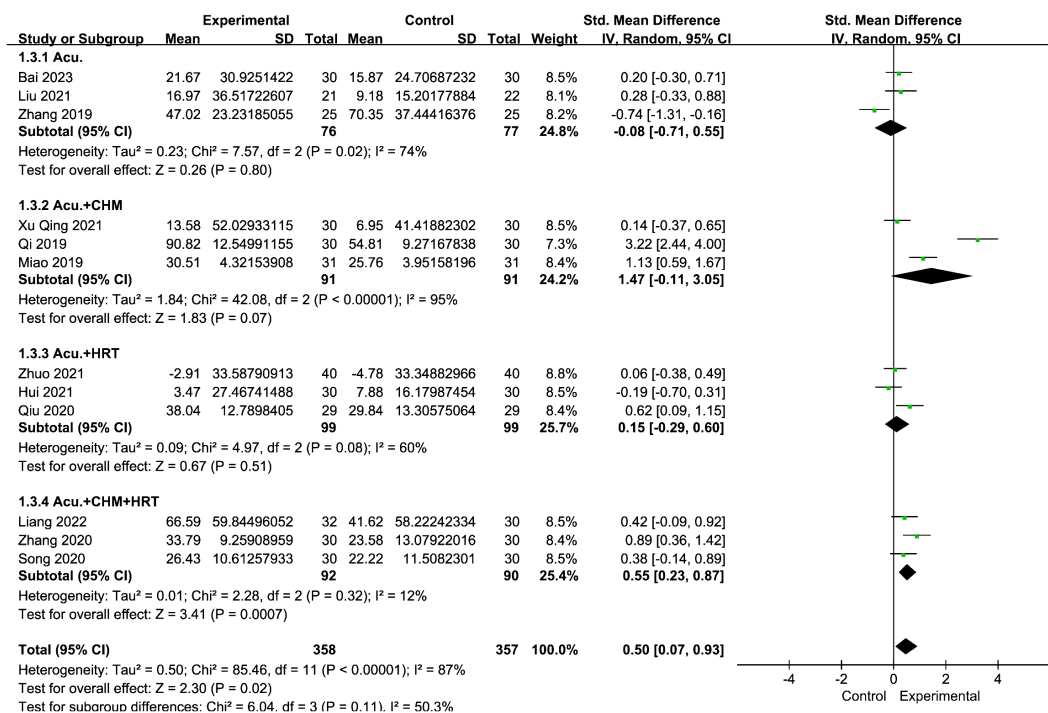 Experimental Control Std. Mean Difference Std. Mean Difference
Study or Subgroup Mean SD Total Mean SD Total Weight IV, Random, 95% CI IV, Random, 95% CI
1.3.1 Acu.
Bai 2023 21.67 30.9251422 30 15.87 24.70687232 30 8.5% 0.20 [-0.30, 0.71]
Liu 2021 16.97 36.51722607 21 9.18 15.20177884 22 8.1% 0.28 [-0.33, 0.88]
Zhang 2019 47.02 23.23185055 25 70.35 37.44416376 25 8.2% -0.74 [-1.31, -0.16]
Subtotal (95% CI) 76 77 24.8% -0.08 [-0.71, 0.55]
Heterogeneity: Tau² = 0.23; Chi² = 7.57, df = 2 (P = 0.02); I² = 74%
Test for overall effect: Z = 0.26 (P = 0.80)
1.3.2 Acu.+CHM
Xu Qing 2021 13.58 52.02933115 30 6.95 41.41882302 30 8.5% 0.14 [-0.37, 0.65]
Qi 2019 90.82 12.54991155 30 54.81 9.27167838 30 7.3% 3.22 [2.44, 4.00]
Miao 2019 30.51 4.32153908 31 25.76 3.95158196 31 8.4% 1.13 [0.59, 1.67]
Subtotal (95% CI) 91 91 24.2% 1.47 [-0.11, 3.05]
Heterogeneity: Tau² = 1.84; Chi² = 42.08, df = 2 (P < 0.00001); I² = 95%
Test for overall effect: Z = 1.83 (P = 0.07)
1.3.3 Acu.+HRT
Zhuo 2021 -2.91 33.58790913 40 -4.78 33.34882966 40 8.8% 0.06 [-0.38, 0.49]
Hui 2021 3.47 27.46741488 30 7.88 16.17987454 30 8.5% -0.19 [-0.70, 0.31]
Qiu 2020 38.04 12.7898405 29 29.84 13.30575064 29 8.4% 0.62 [0.09, 1.15]
Subtotal (95% CI) 99 99 25.7% 0.15 [-0.29, 0.60]
Heterogeneity: Tau² = 0.09; Chi² = 4.97, df = 2 (P = 0.08); I² = 60%
Test for overall effect: Z = 0.67 (P = 0.51)
1.3.4 Acu.+CHM+HRT
Liang 2022 66.59 59.84496052 32 41.62 58.22242334 30 8.5% 0.42 [-0.09, 0.92]
Zhang 2020 33.79 9.25908959 30 23.58 13.07922016 30 8.4% 0.89 [0.36, 1.42]
Song 2020 26.43 10.61257933 30 22.22 11.5082301 30 8.5% 0.38 [-0.14, 0.89]
Subtotal (95% CI) 92 90 25.4% 0.55 [0.23, 0.87]
Heterogeneity: Tau² = 0.01; Chi² = 2.28, df = 2 (P = 0.32); I² = 12%
Test for overall effect: Z = 3.41 (P = 0.0007)
Total (95% CI) 358 357 100.0% 0.50 [0.07, 0.93]
Heterogeneity: Tau² = 0.50; Chi² = 85.46, df = 11 (P < 0.00001); I² = 87%
Test for overall effect: Z = 2.30 (P = 0.02)
Test for subgroup differences: Chi² = 6.04, df = 3 (P = 0.11), I² = 50.3%
-4 -2 0 2 4
Control Experimental